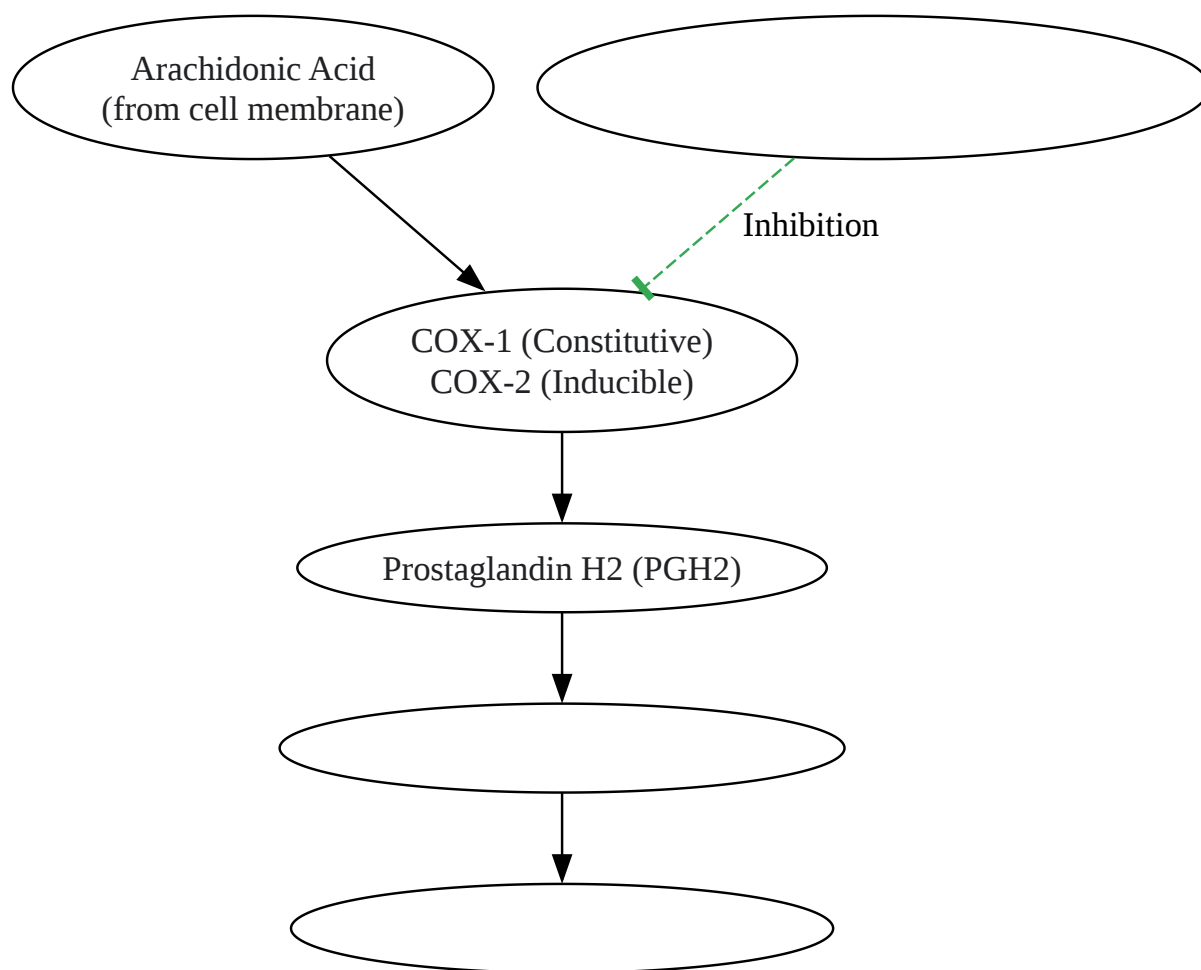 Arachidonic Acid
(from cell membrane)
Inhibition
COX-1 (Constitutive)
COX-2 (Inducible)
Prostaglandin H2 (PGH2)